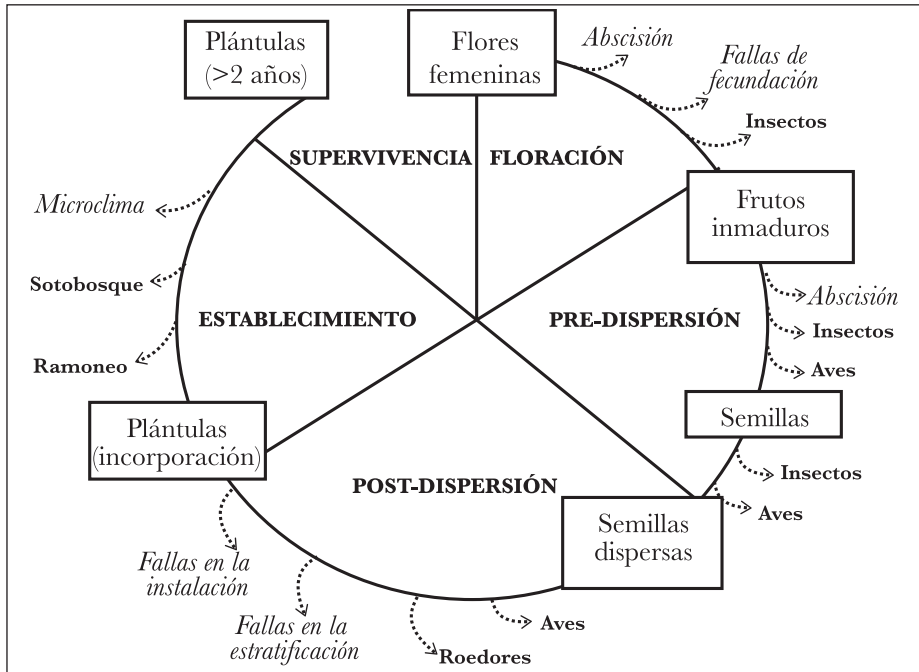 Plántulas
(>2 años)
Flores
femeninas
Abscisión
Fallas de
fecundación
Insectos
SUPERVIVENCIA
FLORACIÓN
Frutos
inmaduros
Microclima
Sotobosque
Ramoneo
ESTABLECIMIENTO
PRE-DISPERSIÓN
Abscisión
Insectos
Aves
Semillas
Plántulas
(incorporación)
POST-DISPERSIÓN
Insectos
Aves
Semillas
dispersas
Fallas en la
instalación
Fallas en la
estratificación
Roedores
Aves